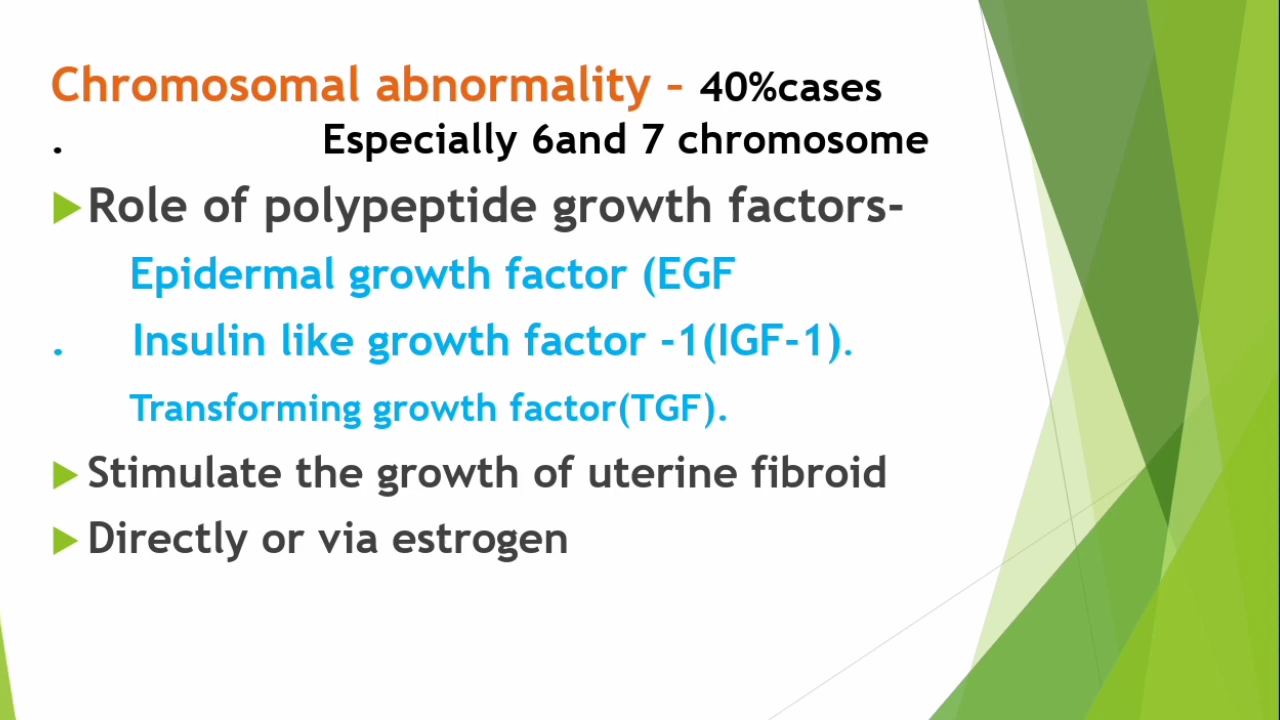 Chromosomal abnormality – 40%cases
. Especially 6and 7 chromosome
Role of polypeptide growth factors-
Epidermal growth factor (EGF
. Insulin like growth factor -1(IGF-1).
Transforming growth factor(TGF).
Stimulate the growth of uterine fibroid
Directly or via estrogen